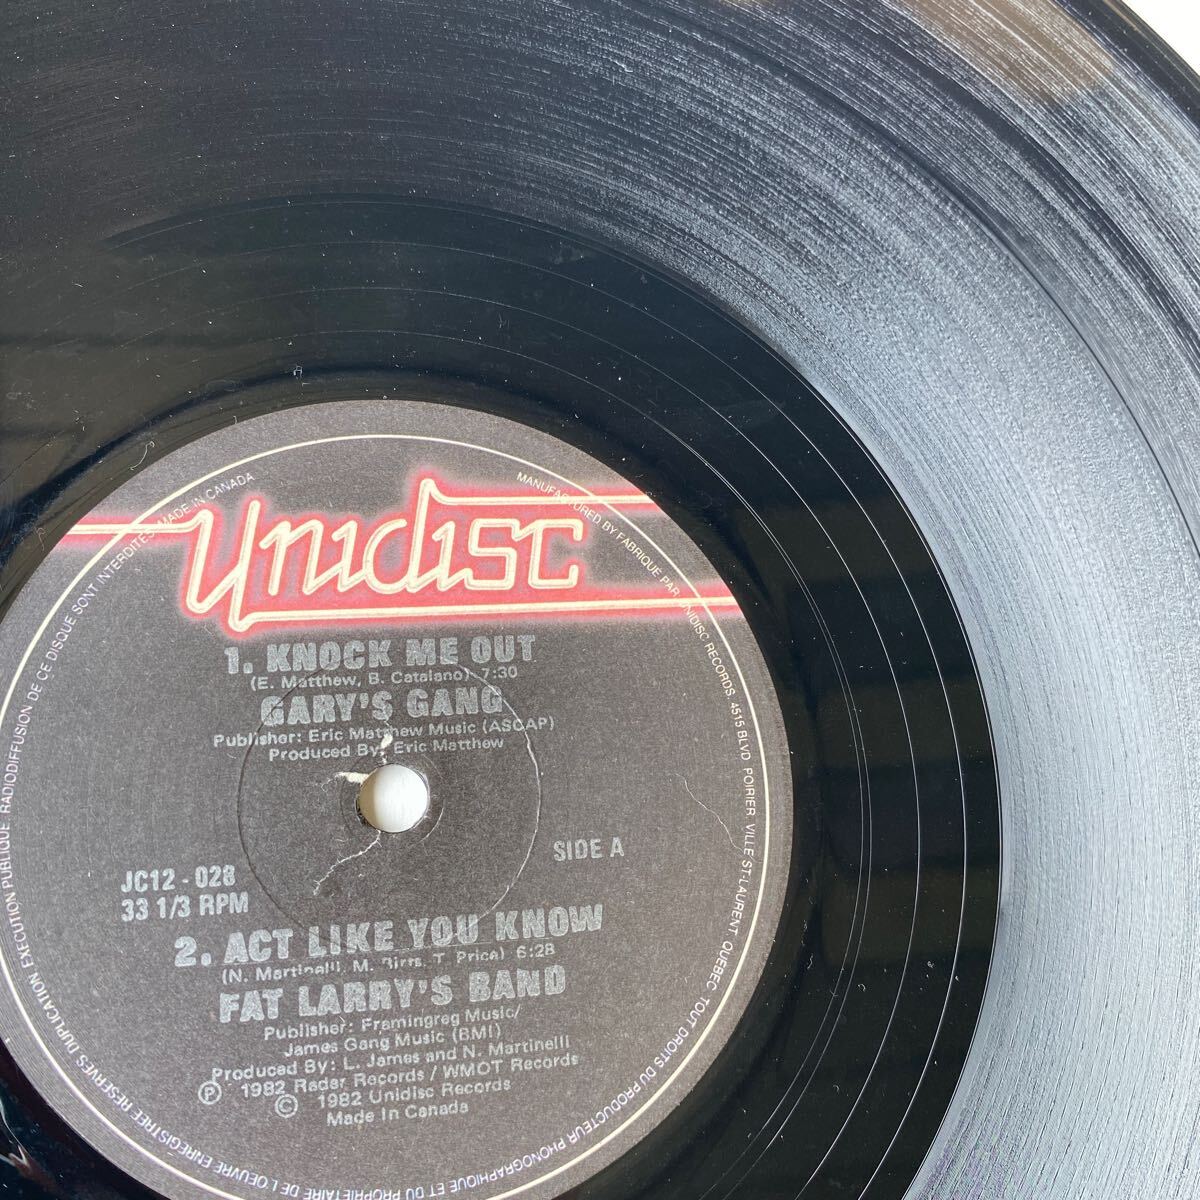 Unidisc
1. KNOCK ME OUT
(E. Matthew, B. Catalano) 7:30
GARY'S GANG
Publisher: Eric Matthew Music (ASCAP)
Produced By: Eric Matthew
SIDE A
JC12 - 028
33 1/3 RPM
2. ACT LIKE YOU KNOW
(N. Martinelli, M. Birts, T. Price) 6:28
FAT LARRY'S BAND
Publisher: Framingreg Music/
James Gang Music (BMI)
Produced By: L. James and N. Martinelli
Ⓟ 1982 Radar Records / WMOT Records
© 1982 Unidisc Records
Made In Canada
MANUFACTURED BY FABRIQUE PAR UNIDISC RECORDS, 4515 BLVD POIRIER, VILLE ST-LAURENT QUEBEC TOUT DROITS DU PRODUCTEUR PHONOGRAPHIQUE ET DU PROPRIETAIRE DE L'OEUVRE ENREGISTREE RESERVES DUPLICATION EXECUTION PUBLIQUE RADIODIFFUSION DE CE DISQUE SONT INTERDITES MADE IN CANADA